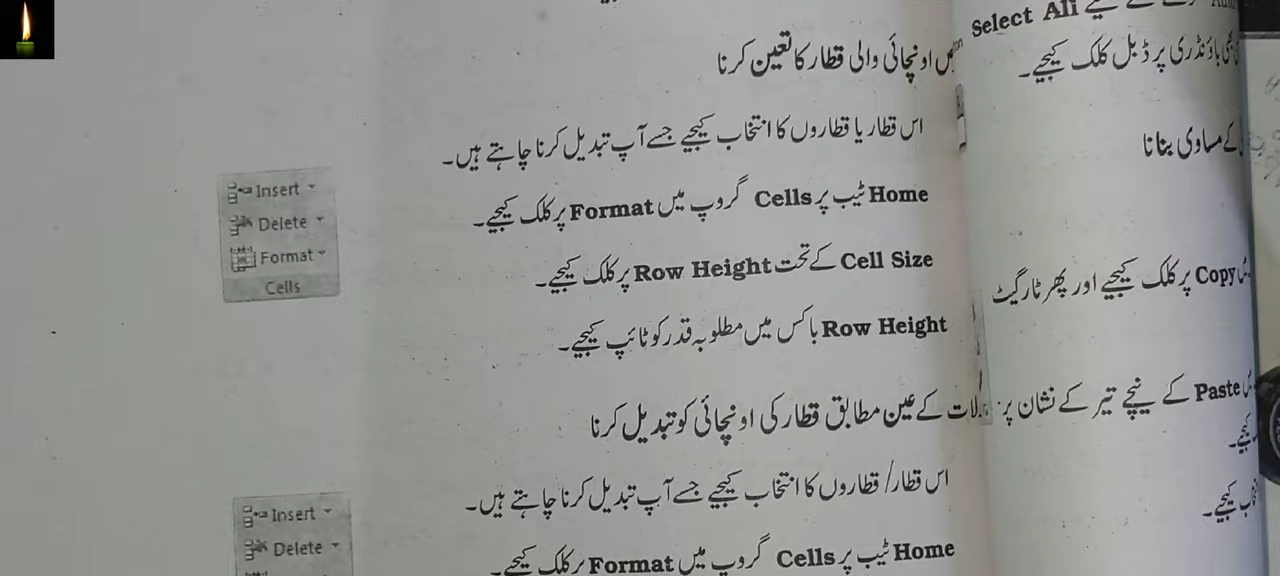 اونچائی والی قطار کا تعین کرنا
اس قطار یا قطاروں کا انتخاب کیجیے جسے آپ تبدیل کرنا چاہتے ہیں۔
Home ٹیب پر Cells گروپ میں Format پر کلک کیجیے۔
Cell Size کے تحت Row Height پر کلک کیجیے۔
Row Height باکس میں مطلوبہ قدر کو ٹائپ کیجیے۔
کے عین مطابق قطار کی اونچائی کو تبدیل کرنا
اس قطار/ قطاروں کا انتخاب کیجیے جسے آپ تبدیل کرنا چاہتے ہیں۔
Home ٹیب پر Cells گروپ میں Format پر کلک کیجیے۔
Insert
Delete
Format
Cells
Insert
Delete
Select All
باؤنڈری پر ڈبل کلک کیجیے۔
کے مساوی بنانا
Copy پر کلک کیجیے اور پھر ٹارگیٹ
Paste کے نیچے تیر کے نشان پر
کیجیے۔